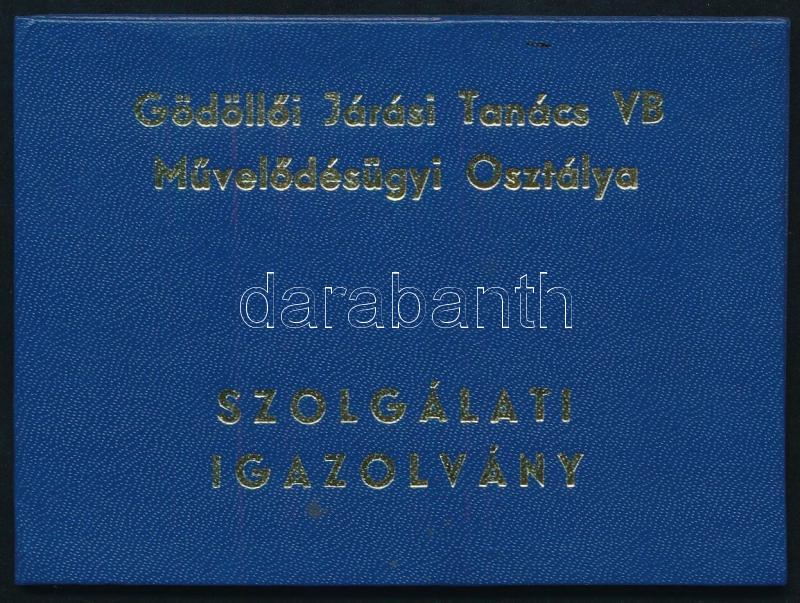 Gödöllői Járási Tanács VB
Művelődésügyi Osztálya
darabanth
SZOLGÁLATI
IGAZOLVÁNY